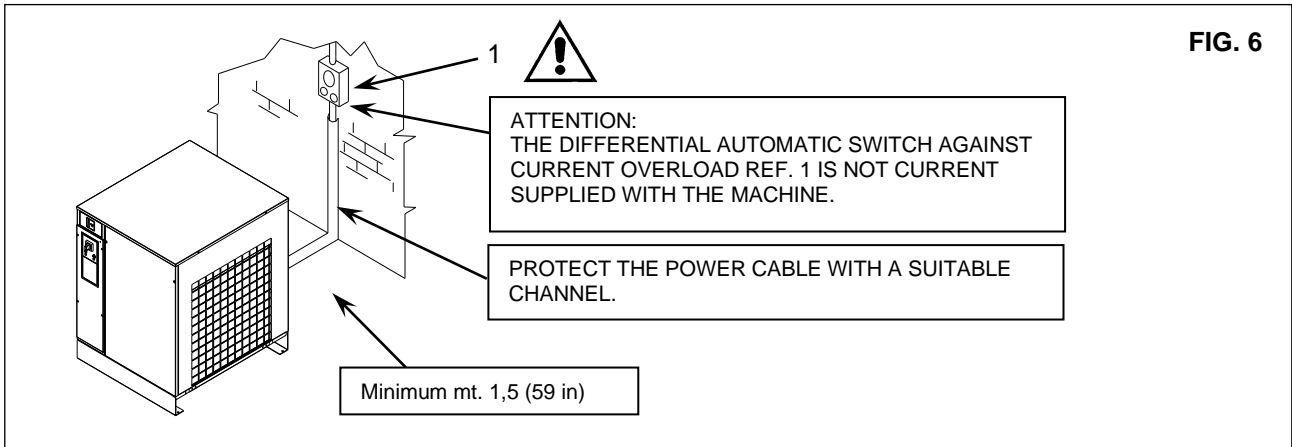 FIG. 6
1
ATTENTION:
THE DIFFERENTIAL AUTOMATIC SWITCH AGAINST
CURRENT OVERLOAD REF. 1 IS NOT CURRENT
SUPPLIED WITH THE MACHINE.
PROTECT THE POWER CABLE WITH A SUITABLE
CHANNEL.
Minimum mt. 1,5 (59 in)